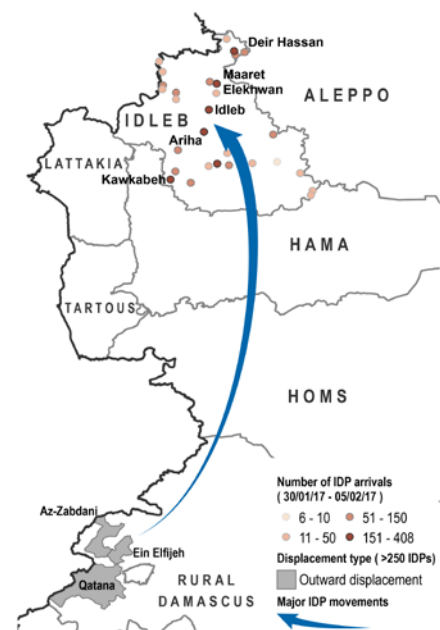 Deir Hassan
Maaret
Elekhwan
ALEPPO
Idleb
IDLEB
Ariha
LATTAKIA
Kawkabeh
HAMA
TARTOUS
HOMS
Az-Zabdani
Ein Elfijeh
Qatana
RURAL
DAMASCUS
Number of IDP arrivals
( 30/01/17 - 05/02/17 )
6 - 10 51 - 150
11 - 50 151 - 408
Displacement type ( >250 IDPs)
Outward displacement
Major IDP movements